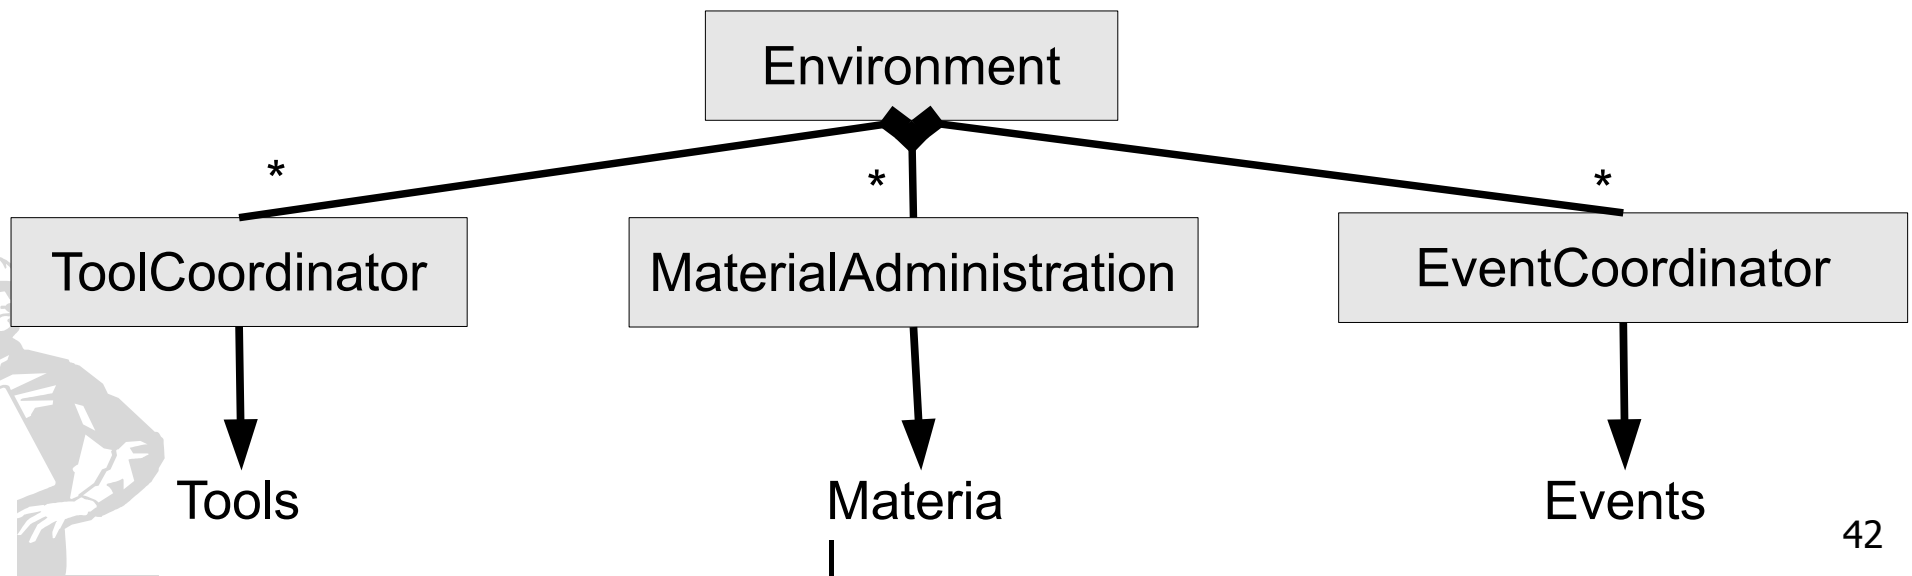 Environment
* * *
ToolCoordinator MaterialAdministration EventCoordinator
Tools Materia Events
l
42